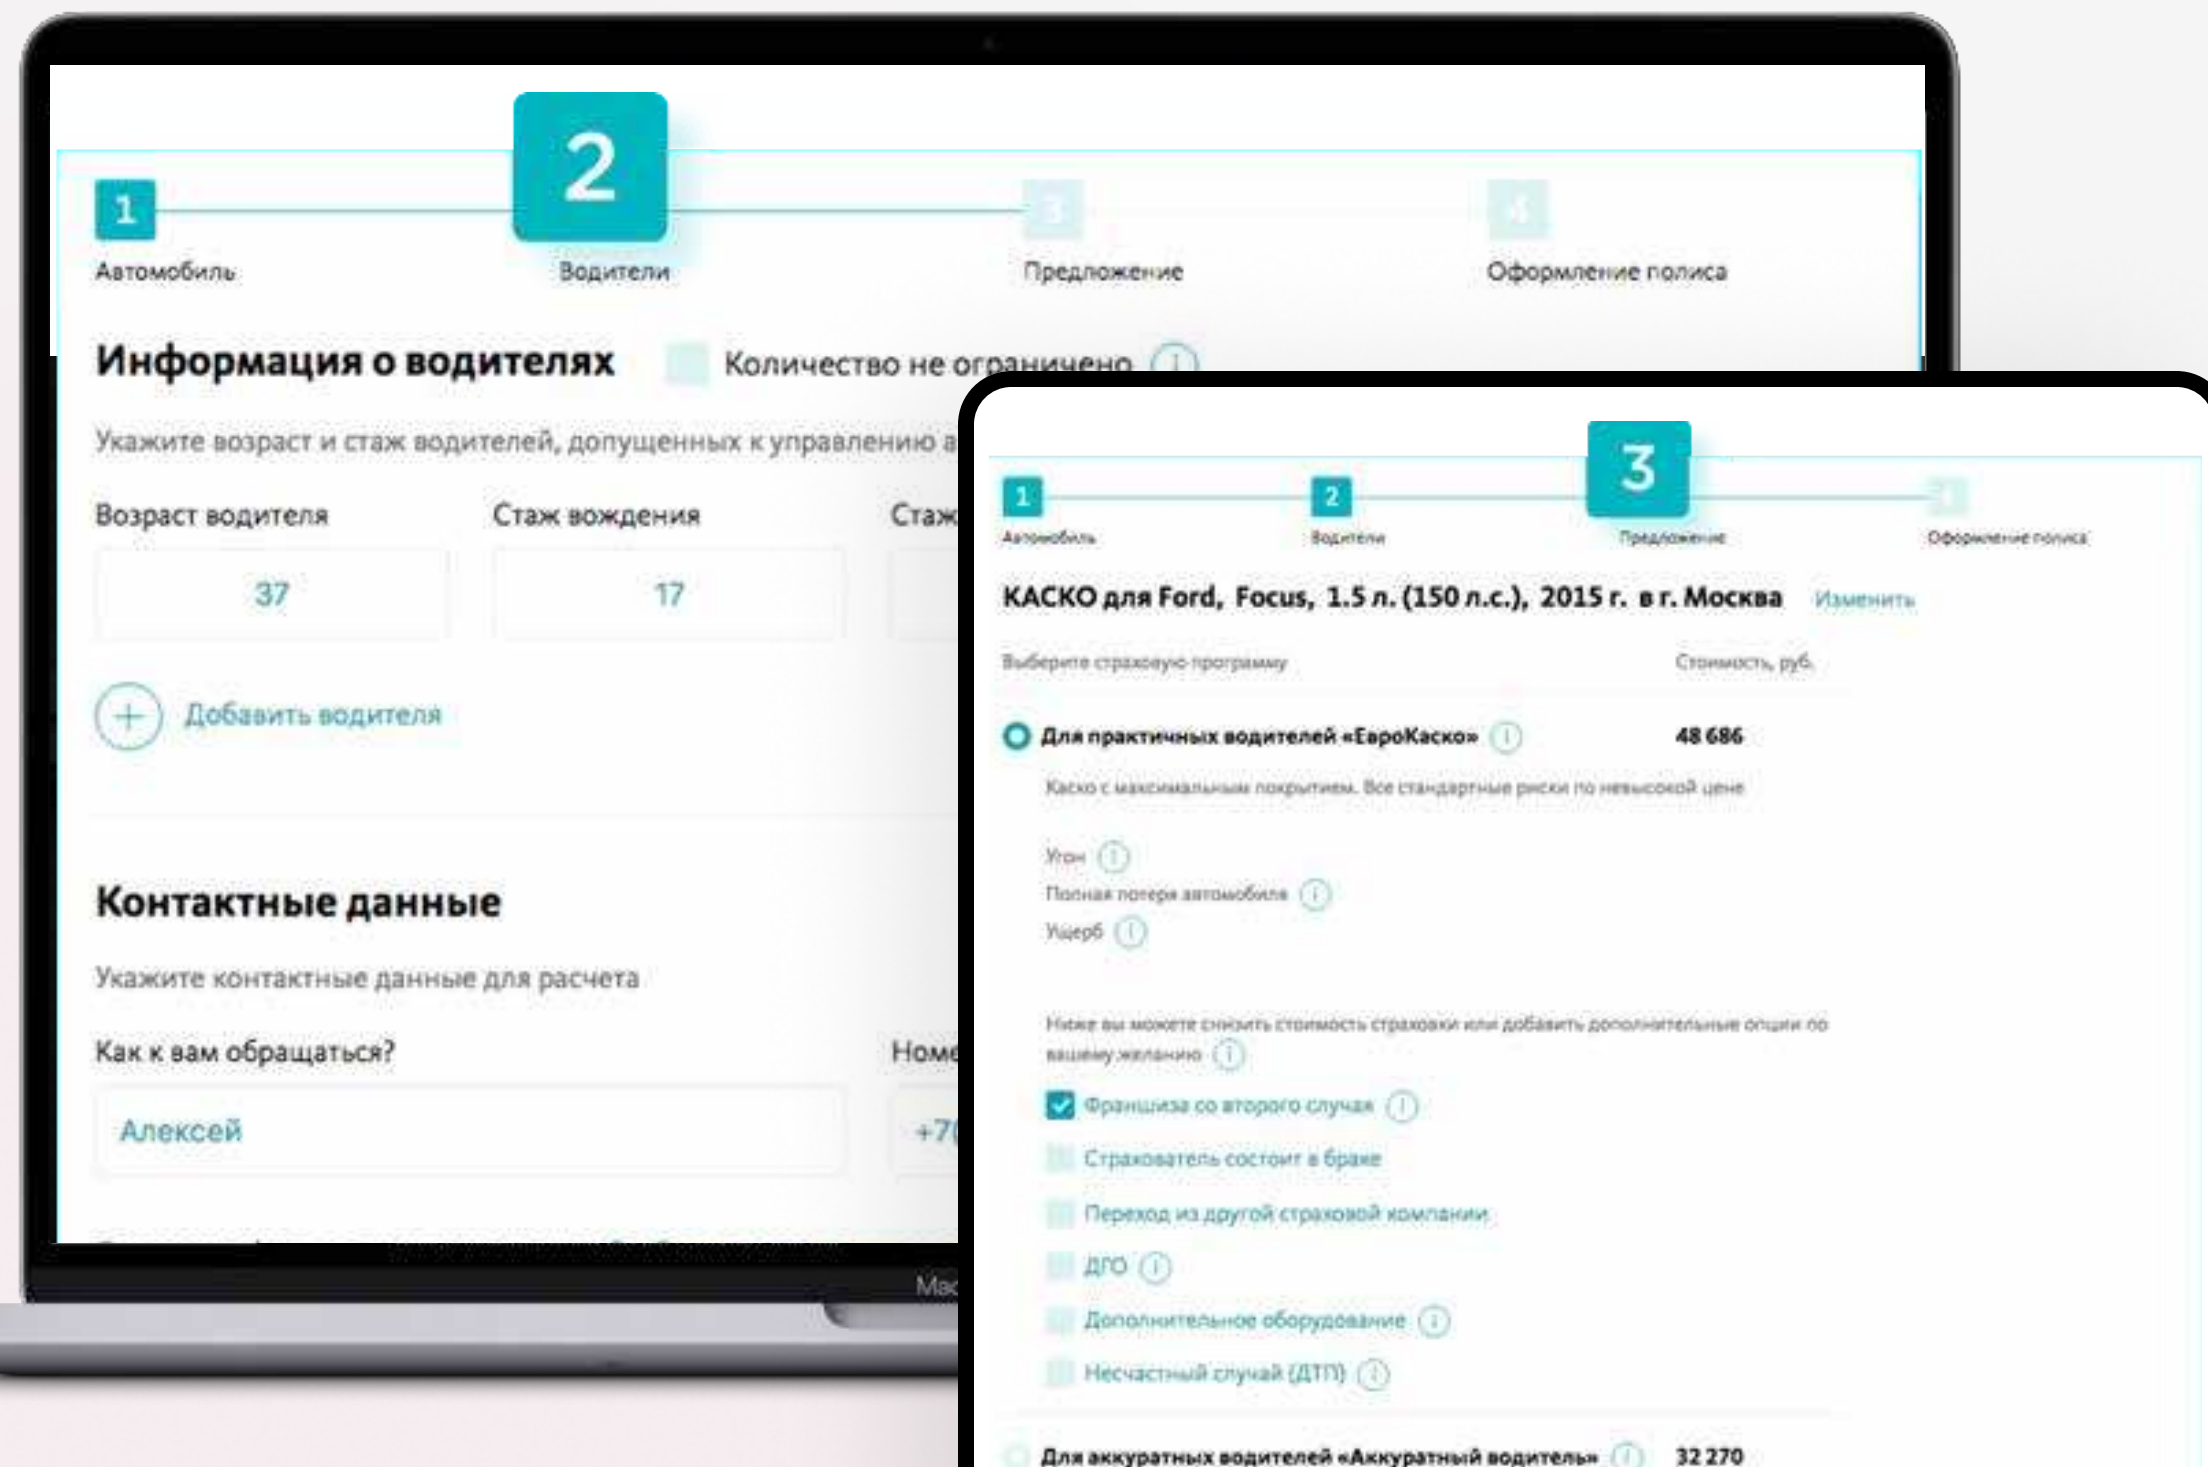 1
2
3
4
Автомобиль
Водители
Предложение
Оформление полиса
Информация о водителях
Количество не ограничено
Укажите возраст и стаж водителей, допущенных к управлению
Возраст водителя
Стаж вождения
Стаж
37
17
Добавить водителя
Контактные данные
Укажите контактные данные для расчета
Как к вам обращаться?
Алексей
+7(
1
2
3
4
Автомобиль
Водители
Предложение
Оформление полиса
КАСКО для Ford, Focus, 1.5 л. (150 л.с.), 2015 г. в г. Москва
Изменить
Выберите страховую программу
Стоимость, руб.
Для практичных водителей «ЕвроКаско»
48 686
Каско с максимальным покрытием. Все стандартные риски по невысокой цене
Угон
Полная потеря автомобиля
Ущерб
Ниже вы можете снизить стоимость страховки или добавить дополнительные опции по
вашему желанию
Франшиза со второго случая
Страхователь состоит в браке
Переход из другой страховой компании
ДГО
Дополнительное оборудование
Несчастный случай (ДТП)
Для аккуратных водителей «Аккуратный водитель»
32 270